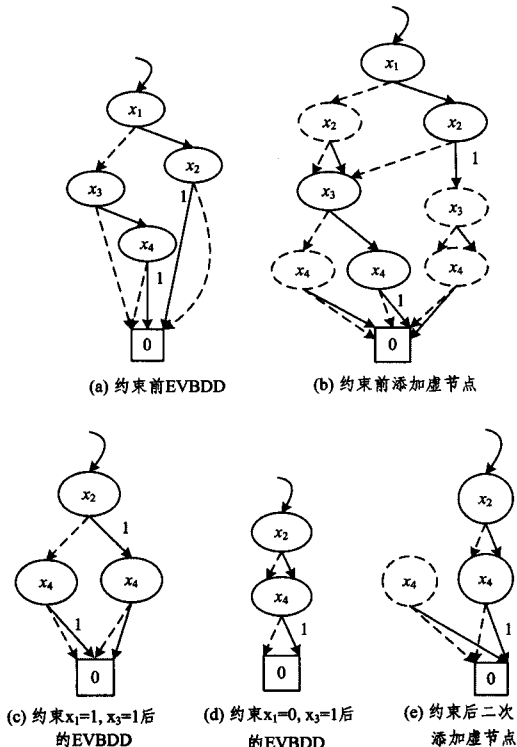 x1
x2
x3
1
x4
1
0
(a) 约束前EVBDD
x1
x2
x2
1
x3
x3
x4
x4
x4
1
0
(b) 约束前添加虚节点
x2
1
x4
x4
1
0
(c) 约束x1=1, x3=1后
的EVBDD
x2
x4
1
0
(d) 约束x1=0, x3=1后
的EVBDD
x2
x4
x4
1
0
(e) 约束后二次
添加虚节点